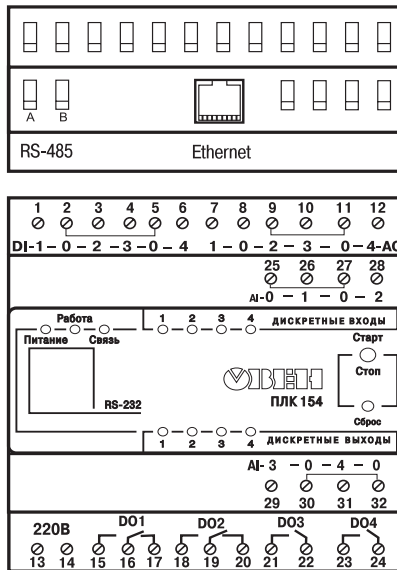 A B
RS-485 Ethernet
1 2 3 4 5 6 7 8 9 10 11 12
DI-1-0-2-3-0-4 1-0-2-3-0-4-AO
25 26 27 28
AI-0-1-0-2
Работа
Питание Связь
1 2 3 4 ДИСКРЕТНЫЕ ВХОДЫ
Старт
Стоп
ОВЕН
ПЛК 154
RS-232
Сброс
1 2 3 4 ДИСКРЕТНЫЕ ВЫХОДЫ
AI-3-0-4-0
29 30 31 32
220В DO1 DO2 DO3 DO4
13 14 15 16 17 18 19 20 21 22 23 24